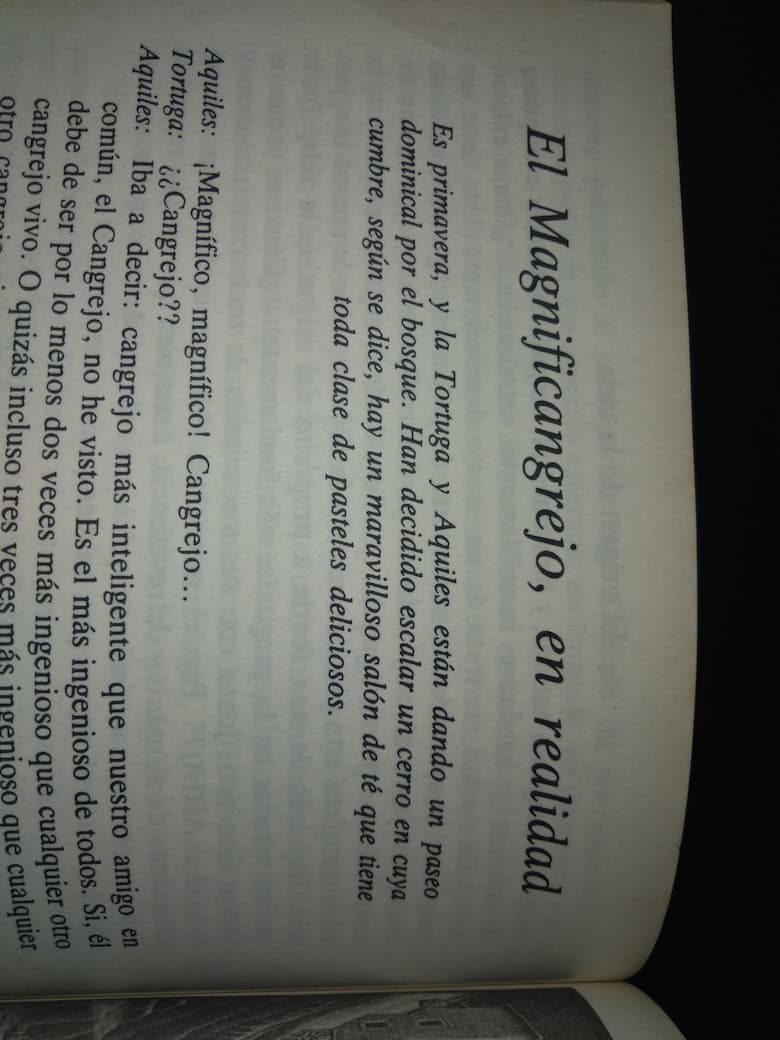 El Magnificangrejo, en realidad
Es primavera, y la Tortuga y Aquiles están dando un paseo
dominical por el bosque. Han decidido escalar un cerro en cuya
cumbre, según se dice, hay un maravilloso salón de té que tiene
toda clase de pasteles deliciosos.
Aquiles: ¡Magnífico, magnífico! Cangrejo...
Tortuga: ¿¿Cangrejo??
Aquiles: Iba a decir: cangrejo más inteligente que nuestro amigo en
común, el Cangrejo, no he visto. Es el más ingenioso de todos. Si, él
debe de ser por lo menos dos veces más ingenioso que cualquier otro
cangrejo vivo. O quizás incluso tres veces más ingenioso que cualquier
otro cangrejo